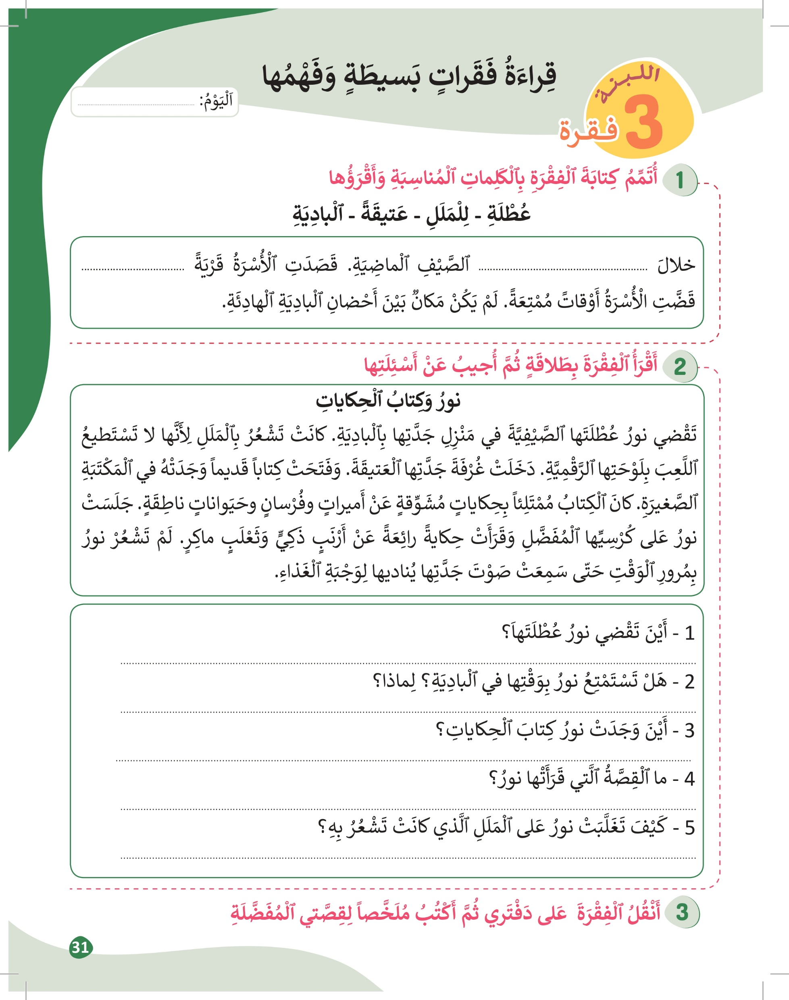 قِراءَةُ فَقَراتٍ بَسيطَةٍ وَفَهْمُها
اللـبـنـة
3
فـقـرة
اَلْيَوْمُ: ................
1 أُتَمِّمُ كِتابَةَ ٱلْفِقْرَةِ بِٱلْكَلِماتِ ٱلْمُناسِبَةِ وَأَقْرَؤُها
عُطْلَةِ - لِلْمَلَلِ - عَتيقَةً - ٱلْبادِيَةِ
خلالَ ................ ٱلصَّيْفِ ٱلْماضِيَةِ. قَصَدَتِ ٱلْأُسْرَةُ قَرْيَةً ................
قَضَّتِ الْأُسْرَةُ أَوْقاتً مُمْتِعَةً. لَمْ يَكُنْ مَكانٌ بَيْنَ أَحْضانِ ٱلْبادِيَةِ ٱلْهادِئَةِ.
2 أَقْرَأُ ٱلْفِقْرَةَ بِطَلاقَةٍ ثُمَّ أُجيبُ عَنْ أَسْئِلَتِها
نورُ وَكِتابُ ٱلْحِكاياتِ
تَقْضي نورُ عُطْلَتَها ٱلصَّيْفِيَّةَ في مَنْزِلِ جَدَّتِها بِٱلْبادِيَةِ. كانَتْ تَشْعُرُ بِٱلْمَلَلِ لِأَنَّها لا تَسْتَطيعُ
ٱللَّعِبَ بِلَوْحَتِها ٱلرَّقْمِيَّةِ. دَخَلَتْ غُرْفَةَ جَدَّتِها ٱلْعَتيقَةَ. وَفَتَحَتْ كِتاباً قَديماً وَجَدَتْهُ في ٱلْمَكْتَبَةِ
ٱلصَّغيرَةِ. كانَ ٱلْكِتابُ مُمْتَلِئاً بِحِكاياتٍ مُشَوِّقةٍ عَنْ أَميراتٍ وفُرْسانٍ وحَيَواناتٍ ناطِقَةٍ. جَلَسَتْ
نورُ عَلى كُرْسِيِّها ٱلْمُفَضَّلِ وَقَرَأَتْ حِكايةً رائِعَةً عَنْ أَرْنَبٍ ذَكِيٍّ وَثَعْلَبٍ ماكِرٍ. لَمْ تَشْعُرْ نورُ
بِمُرورِ ٱلْوَقْتِ حَتّى سَمِعَتْ صَوْتَ جَدَّتِها يُناديها لِوَجْبَةِ ٱلْغَذاءِ.
1 - أَيْنَ تَقْضي نورُ عُطْلَتَهاَ؟
2 - هَلْ تَسْتَمْتِعُ نورُ بِوَقْتِها في ٱلْبادِيَةِ؟ لِماذا؟
3 - أَيْنَ وَجَدَتْ نورُ كِتابَ ٱلْحِكاياتِ؟
4 - ما ٱلْقِصَّةُ ٱلَّتي قَرَأَتْها نورُ؟
5 - كَيْفَ تَغَلَّبَتْ نورُ عَلى ٱلْمَلَلِ ٱلَّذي كانَتْ تَشْعُرُ بِهِ؟
3 أَنْقُلُ ٱلْفِقْرَةَ عَلى دَفْتَري ثُمَّ أَكْتُبُ مُلَخَّصاً لِقِصَّتي ٱلْمُفَضَّلَةِ
31